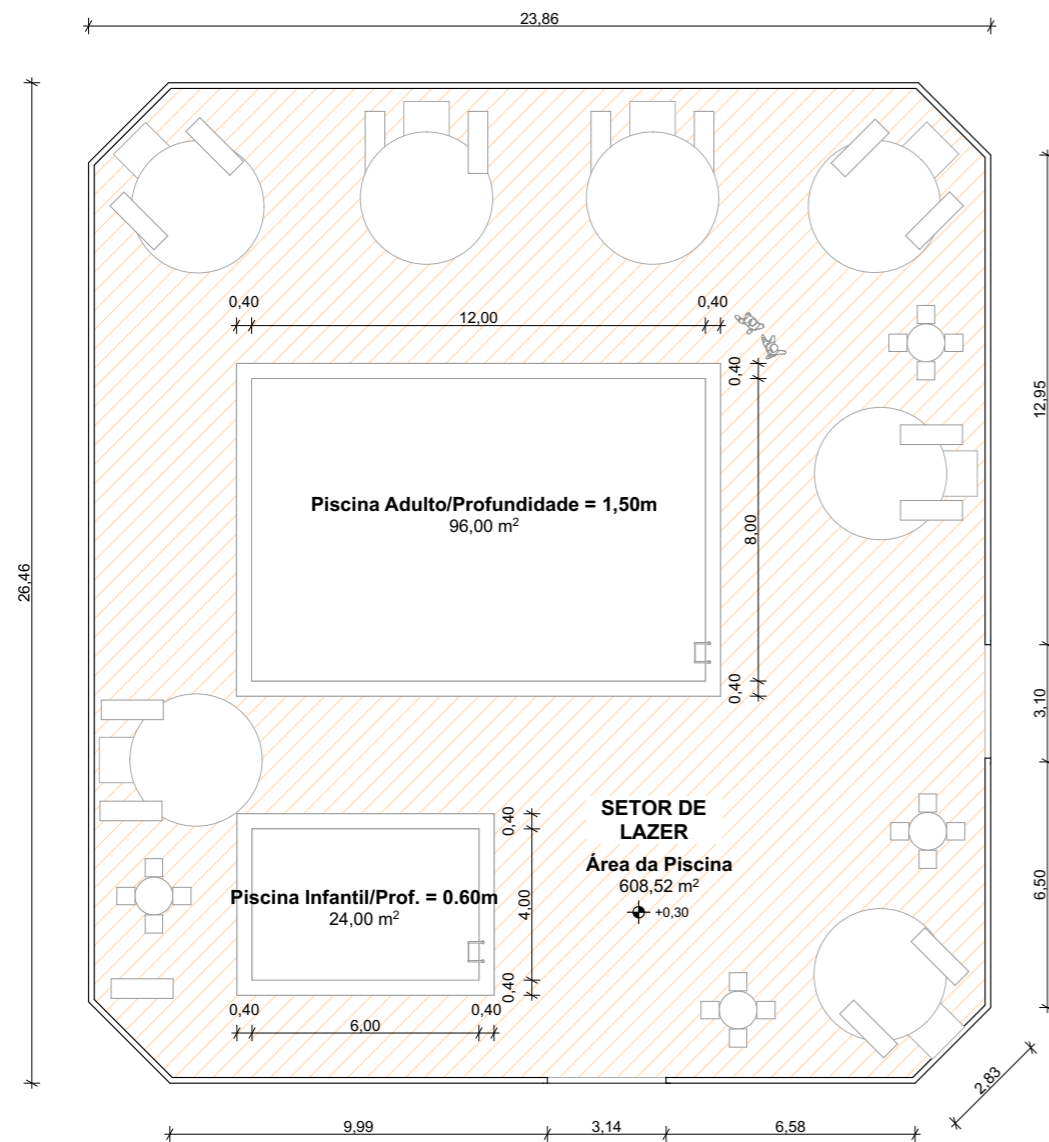 23,86
26,46
12,95
3,10
6,50
2,83
0,40
0,40
12,00
0,40
8,00
0,40
Piscina Adulto/Profundidade = 1,50m
96,00 m²
SETOR DE
LAZER
Área da Piscina
608,52 m²
+0,30
0,40
4,00
0,40
Piscina Infantil/Prof. = 0.60m
24,00 m²
0,40
0,40
6,00
9,99
3,14
6,58